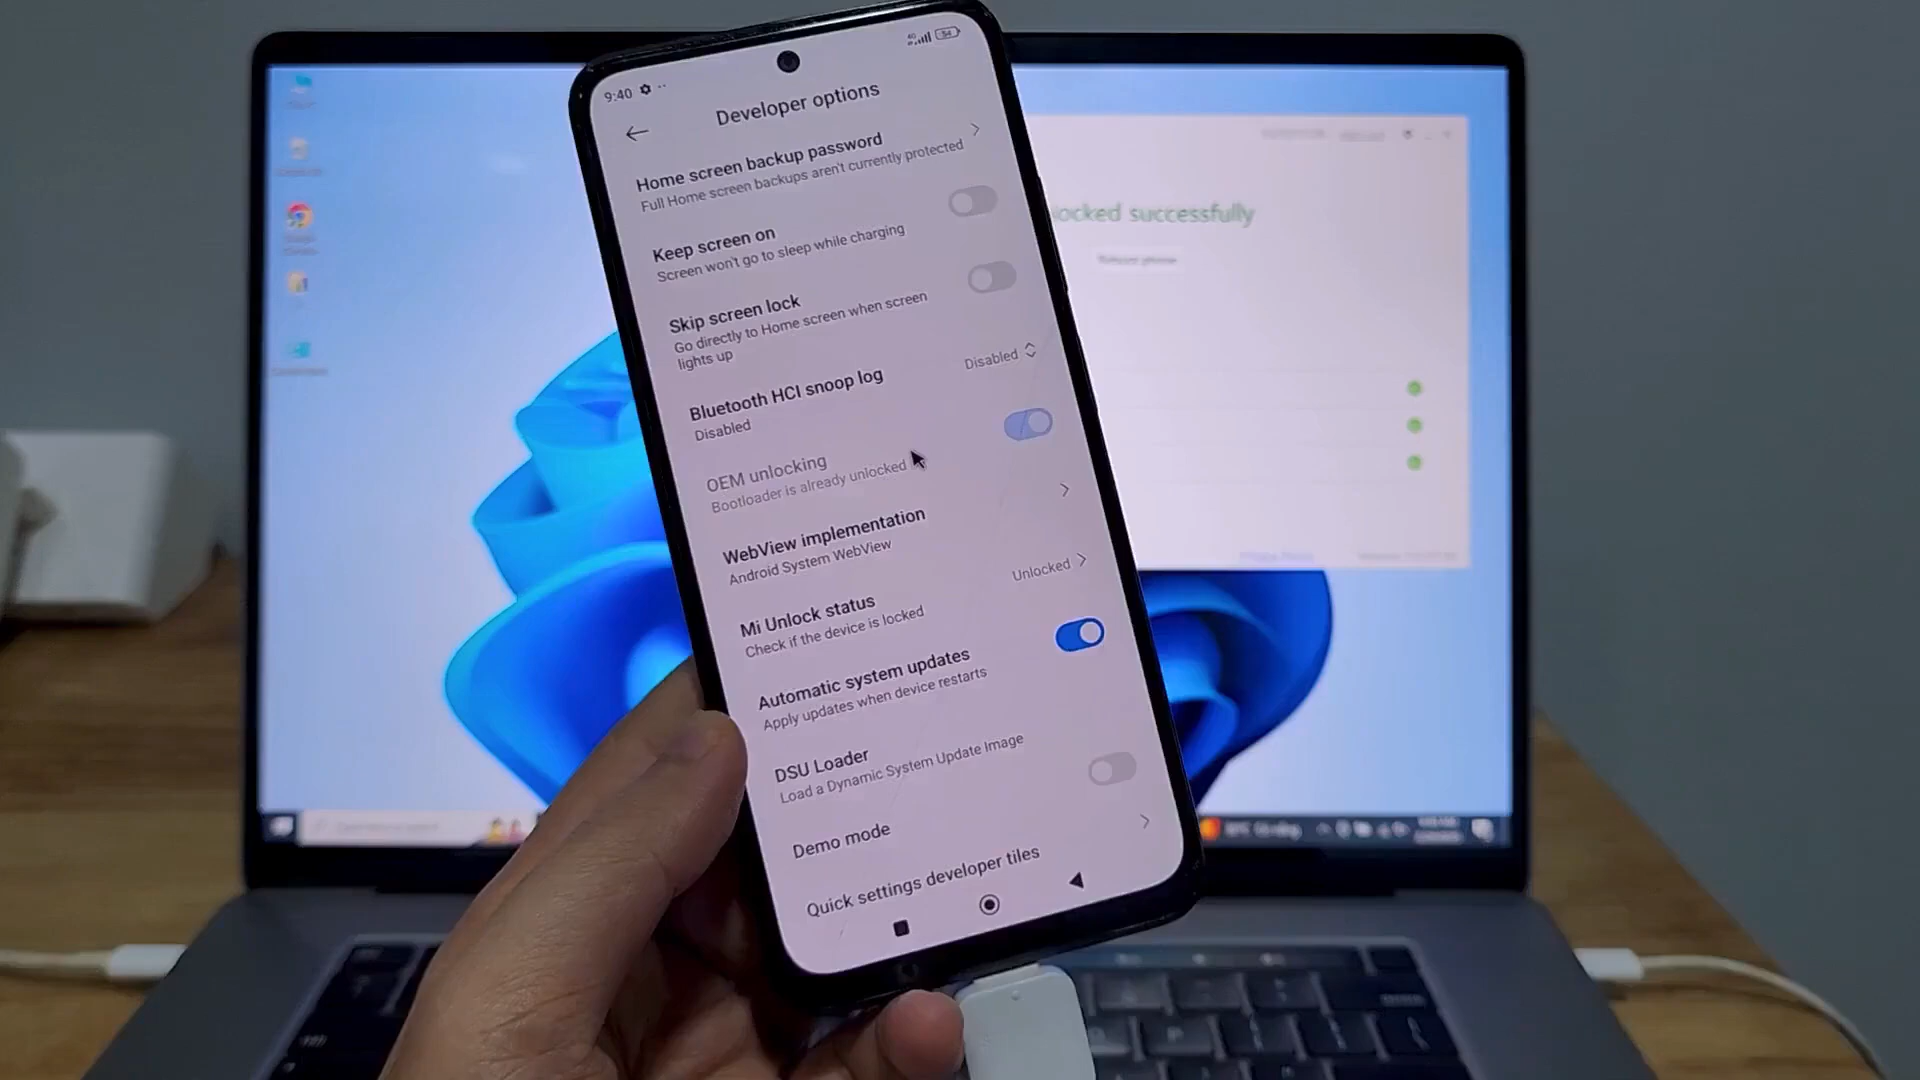 9:40
4G
54
Developer options
Home screen backup password
Full Home screen backups aren't currently protected
Keep screen on
Screen won't go to sleep while charging
Skip screen lock
Go directly to Home screen when screen
lights up
Bluetooth HCI snoop log
Disabled
Disabled
OEM unlocking
Bootloader is already unlocked
WebView implementation
Android System WebView
Mi Unlock status
Check if the device is locked
Unlocked
Automatic system updates
Apply updates when device restarts
DSU Loader
Load a Dynamic System Update Image
Demo mode
Quick settings developer tiles
successfully